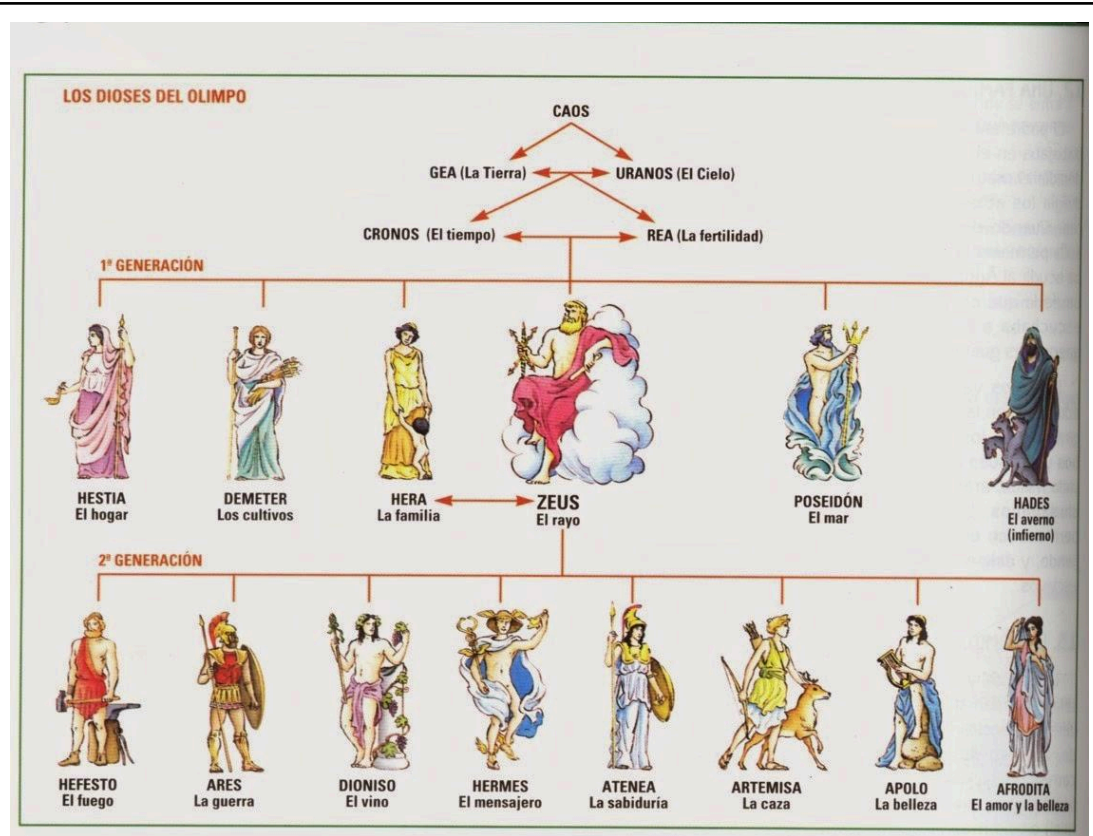 LOS DIOSES DEL OLIMPO
CAOS
GEA (La Tierra)
URANOS (El Cielo)
CRONOS (El tiempo)
REA (La fertilidad)
1ª GENERACIÓN
HESTIA
El hogar
DEMETER
Los cultivos
HERA
La familia
ZEUS
El rayo
POSEIDÓN
El mar
HADES
El averno
(infierno)
2ª GENERACIÓN
HEFESTO
El fuego
ARES
La guerra
DIONISO
El vino
HERMES
El mensajero
ATENEA
La sabiduría
ARTEMISA
La caza
APOLO
La belleza
AFRODITA
El amor y la belleza